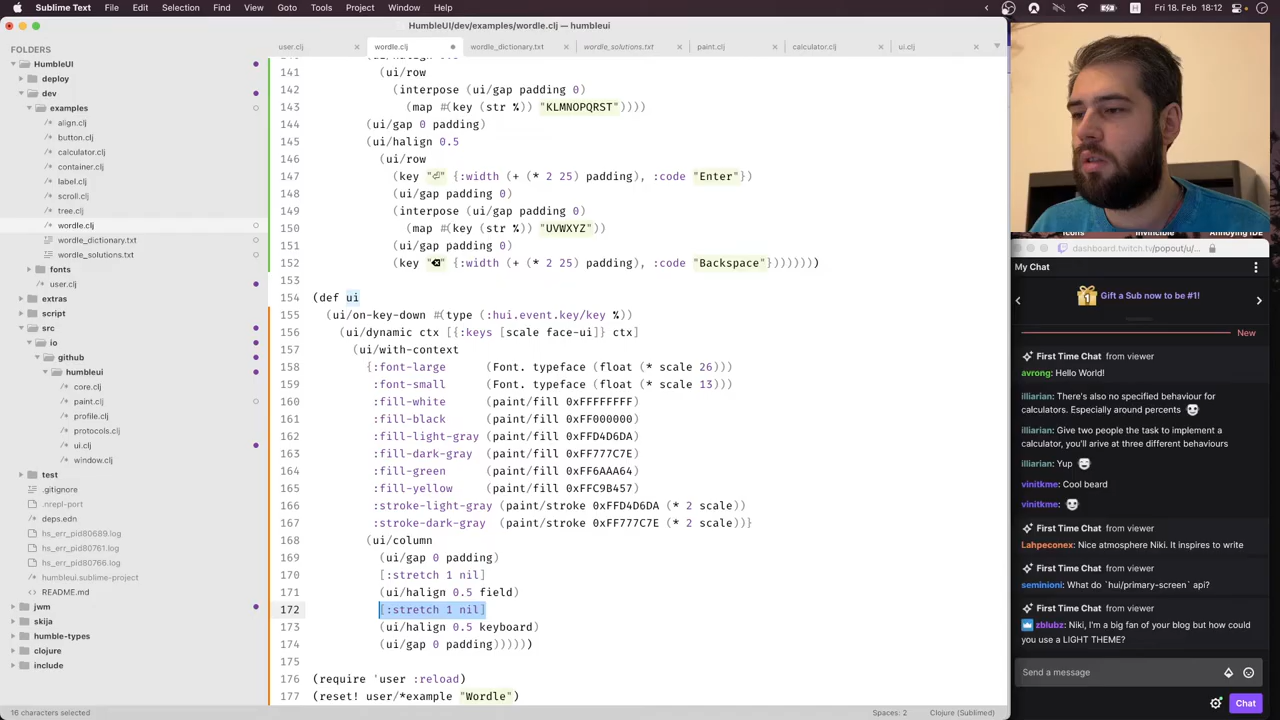 Sublime Text File Edit Selection Find View Goto Tools Project Window Help
H Fri 18. Mar 18:12
HumbleUI/dev/examples/wordle.clj — humbleui
FOLDERS
HumbleUI
deploy
dev
examples
align.clj
button.clj
calculator.clj
container.clj
label.clj
scroll.clj
tree.clj
wordle.clj
wordle_dictionary.txt
wordle_solutions.txt
fonts
user.clj
extras
script
src
io
github
humbleui
core.clj
paint.clj
profile.clj
protocols.clj
ui.clj
window.clj
test
.gitignore
.nrepl-port
deps.edn
hs_err_pid80689.log
hs_err_pid80761.log
hs_err_pid80766.log
humbleui.sublime-project
README.md
jwm
skija
humble-types
clojure
include
user.clj wordle.clj wordle_dictionary.txt wordle_solutions.txt paint.clj calculator.clj ui.clj
141 (ui/row
142 (interpose (ui/gap padding 0)
143 (map #(key (str %)) "KLMNOPQRST"))))
144 (ui/gap 0 padding)
145 (ui/halign 0.5
146 (ui/row
147 (key "⏎" {:width (+ (* 2 25) padding), :code "Enter"})
148 (ui/gap padding 0)
149 (interpose (ui/gap padding 0)
150 (map #(key (str %)) "UVWXYZ"))
151 (ui/gap padding 0)
152 (key "⌫" {:width (+ (* 2 25) padding), :code "Backspace"}))))))))
153
154 (def ui
155 (ui/on-key-down #(type (:hui.event.key/key %))
156 (ui/dynamic ctx [{:keys [scale face-ui]} ctx]
157 (ui/with-context
158 {:font-large (Font. typeface (float (* scale 26)))
159 :font-small (Font. typeface (float (* scale 13)))
160 :fill-white (paint/fill 0xFFFFFFFF)
161 :fill-black (paint/fill 0xFF000000)
162 :fill-light-gray (paint/fill 0xFFD4D6DA)
163 :fill-dark-gray (paint/fill 0xFF777C7E)
164 :fill-green (paint/fill 0xFF6AAA64)
165 :fill-yellow (paint/fill 0xFFC9B457)
166 :stroke-light-gray (paint/stroke 0xFFD4D6DA (* 2 scale))
167 :stroke-dark-gray (paint/stroke 0xFF777C7E (* 2 scale))}
168 (ui/column
169 (ui/gap 0 padding)
170 [:stretch 1 nil]
171 (ui/halign 0.5 field)
172 [:stretch 1 nil]
173 (ui/halign 0.5 keyboard)
174 (ui/gap 0 padding))))))
175
176 (require 'user :reload)
177 (reset! user/*example "Wordle")
16 characters selected
Spaces: 2
Clojure (Sublimed)
Icons Invincible Annoying IDE
dashboard.twitch.tv/popout/u/...
My Chat
Gift a Sub now to be #1!
New
First Time Chat from viewer
avrong: Hello World!
illiarian: There's also no specified behaviour for
calculators. Especially around percents
illiarian: Give two people the task to implement a
calculator, you'll arive at three different behaviours
illiarian: Yup
vinitkme: Cool beard
vinitkme:
First Time Chat from viewer
Lahpeconex: Nice atmosphere Niki. It inspires to write
First Time Chat from viewer
seminioni: What do `hui/primary-screen` api?
First Time Chat from viewer
zblubz: Niki, I'm a big fan of your blog but how could
you use a LIGHT THEME?
Send a message
Chat